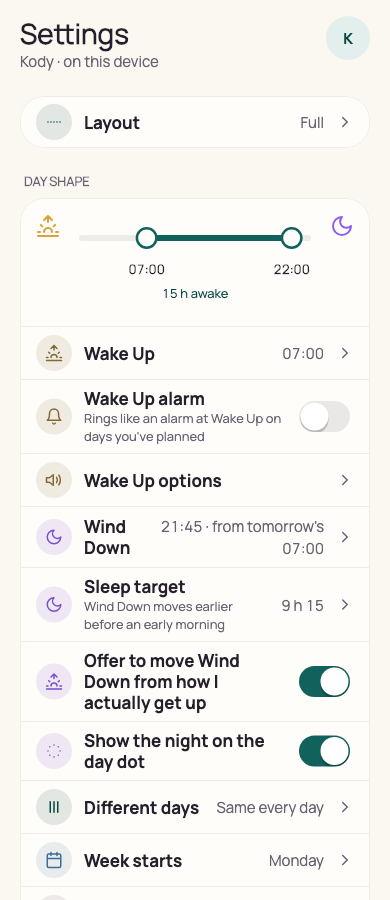 Settings
Kody · on this device
K
Layout
Full
DAY SHAPE
07:00
22:00
15 h awake
Wake Up
07:00
Wake Up alarm
Rings like an alarm at Wake Up on
days you've planned
Wake Up options
Wind
Down
21:45 · from tomorrow's
07:00
Sleep target
Wind Down moves earlier
before an early morning
9 h 15
Offer to move Wind
Down from how I
actually get up
Show the night on the
day dot
Different days
Same every day
Week starts
Monday